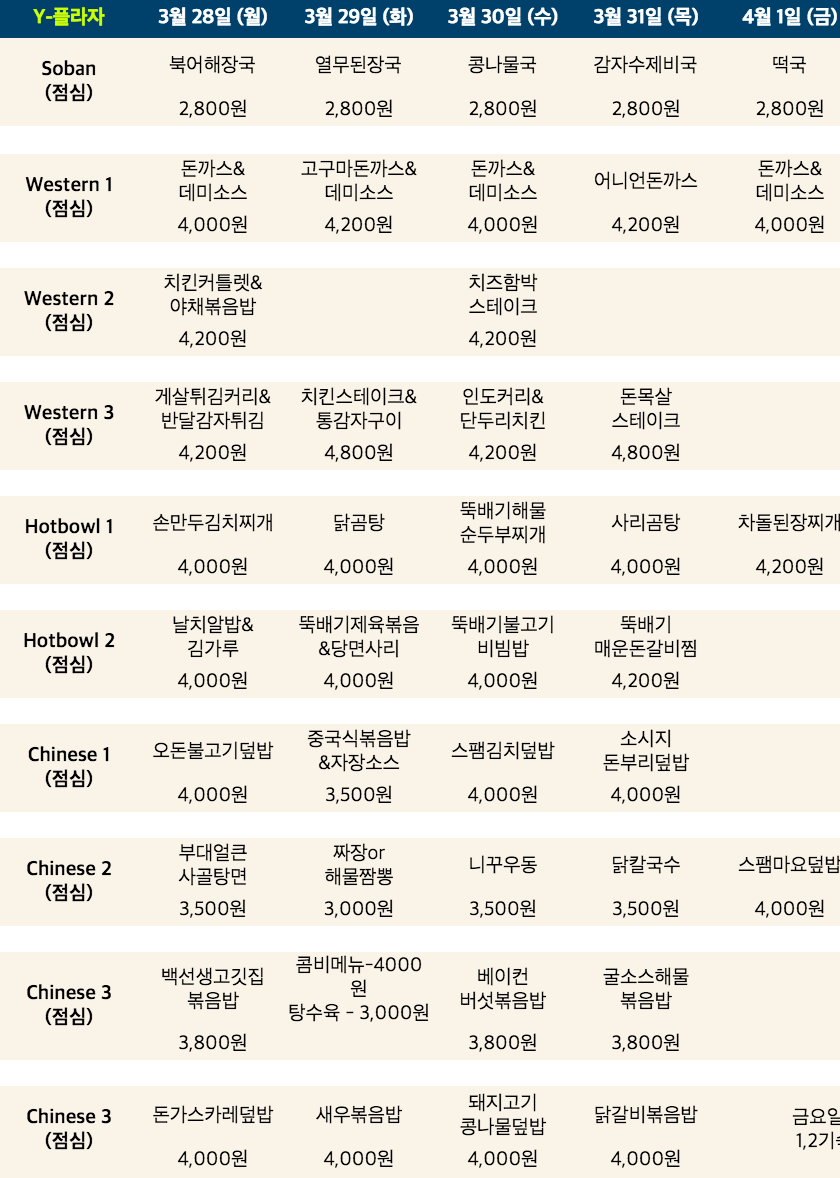 Y-플라자 3월 28일 (월) 3월 29일 (화) 3월 30일 (수) 3월 31일 (목) 4월 1일 (금)
Soban (점심) 북어해장국 열무된장국 콩나물국 감자수제비국 떡국
2,800원 2,800원 2,800원 2,800원 2,800원
Western 1 (점심) 돈까스& 데미소스 고구마돈까스& 데미소스 돈까스& 데미소스 어니언돈까스 돈까스& 데미소스
4,000원 4,200원 4,000원 4,200원 4,000원
Western 2 (점심) 치킨커틀렛& 야채볶음밥 치즈함박 스테이크
4,200원 4,200원
Western 3 (점심) 게살튀김커리& 반달감자튀김 치킨스테이크& 통감자구이 인도커리& 단두리치킨 돈목살 스테이크
4,200원 4,800원 4,200원 4,800원
Hotbowl 1 (점심) 손만두김치찌개 닭곰탕 뚝배기해물 순두부찌개 사리곰탕 차돌된장찌개
4,000원 4,000원 4,000원 4,000원 4,200원
Hotbowl 2 (점심) 날치알밥& 김가루 뚝배기제육볶음 &당면사리 뚝배기불고기 비빔밥 뚝배기 매운돈갈비찜
4,000원 4,000원 4,000원 4,200원
Chinese 1 (점심) 오돈불고기덮밥 중국식볶음밥 &자장소스 스팸김치덮밥 소시지 돈부리덮밥
4,000원 3,500원 4,000원 4,000원
Chinese 2 (점심) 부대얼큰 사골탕면 짜장or 해물짬뽕 니꾸우동 닭칼국수 스팸마요덮밥
3,500원 3,000원 3,500원 3,500원 4,000원
Chinese 3 (점심) 백선생고깃집 볶음밥 콤비메뉴-4000 원 탕수육 - 3,000원 베이컨 버섯볶음밥 굴소스해물 볶음밥
3,800원 3,800원 3,800원
Chinese 3 (점심) 돈가스카레덮밥 새우볶음밥 돼지고기 콩나물덮밥 닭갈비볶음밥 금요일 1,2기
4,000원 4,000원 4,000원 4,000원